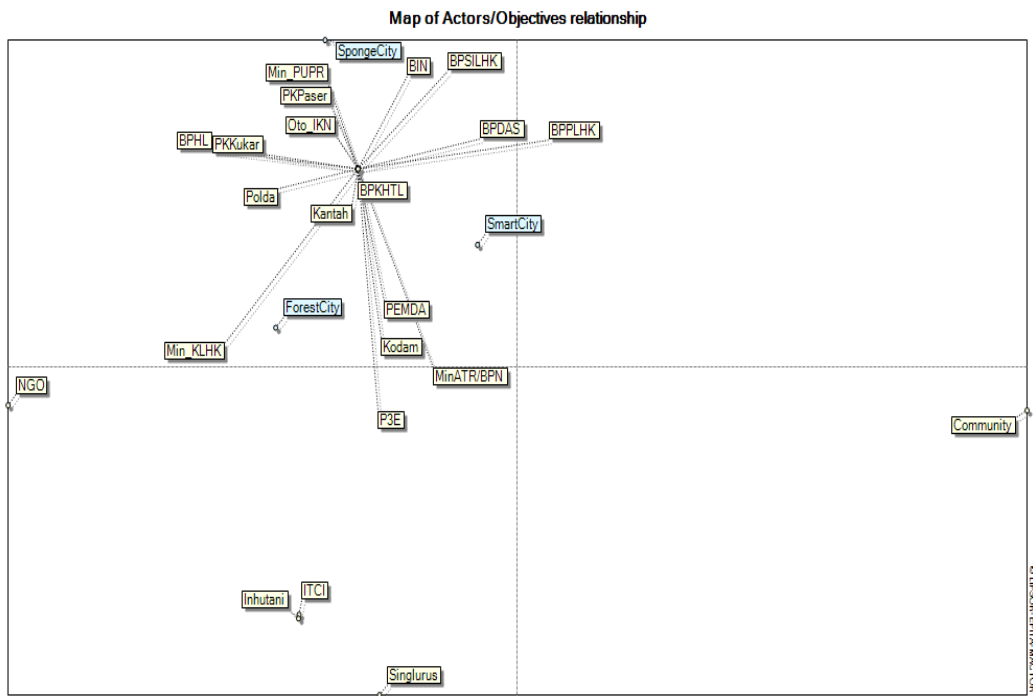 Map of Actors/Objectives relationship
SpongeCity
BIN
BPSILHK
Min_PUPR
PKPaser
Oto_IKN
BPDAS
BPPLHK
BPHL
PKKukar
Polda
BPKHTL
Kantah
SmartCity
ForestCity
PEMDA
Min_KLHK
Kodam
MinATR/BPN
NGO
P3E
Community
Inhutani
ITCI
Singlurus